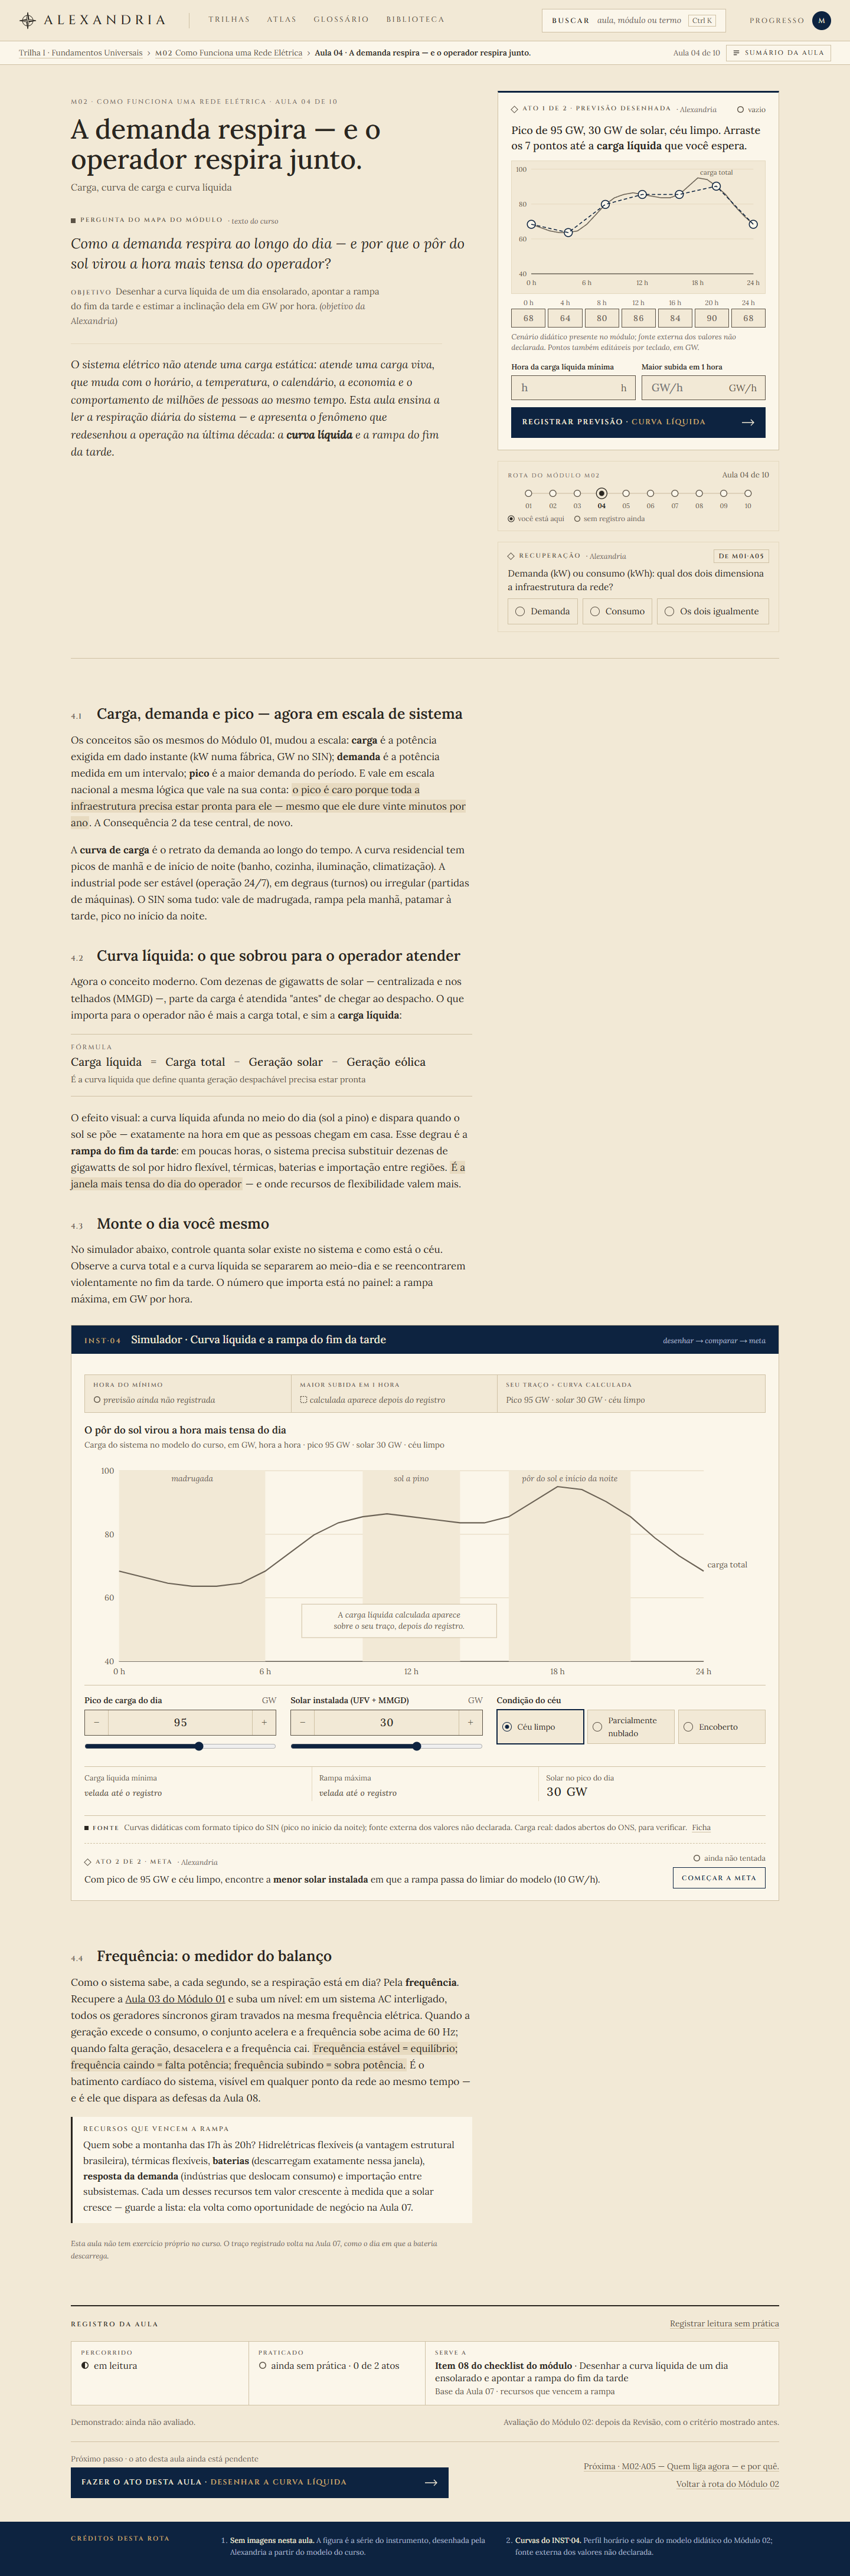 ALEXANDRIA
TRILHAS ATLAS GLOSSÁRIO BIBLIOTECA
BUSCAR aula, módulo ou termo Ctrl K
PROGRESSO M
Trilha I · Fundamentos Universais › M02 Como Funciona uma Rede Elétrica › Aula 04 · A demanda respira — e o operador respira junto.
Aula 04 de 10 SUMÁRIO DA AULA
M02 · COMO FUNCIONA UMA REDE ELÉTRICA · AULA 04 DE 10
A demanda respira — e o
operador respira junto.
Carga, curva de carga e curva líquida
PERGUNTA DO MAPA DO MÓDULO · texto do curso
Como a demanda respira ao longo do dia — e por que o pôr do
sol virou a hora mais tensa do operador?
OBJETIVO Desenhar a curva líquida de um dia ensolarado, apontar a rampa
do fim da tarde e estimar a inclinação dela em GW por hora. (objetivo da
Alexandria)
O sistema elétrico não atende uma carga estática: atende uma carga viva,
que muda com o horário, a temperatura, o calendário, a economia e o
comportamento de milhões de pessoas ao mesmo tempo. Esta aula ensina a
ler a respiração diária do sistema — e apresenta o fenômeno que
redesenhou a operação na última década: a curva líquida e a rampa do fim
da tarde.
ATO 1 DE 2 · PREVISÃO DESENHADA · Alexandria vazio
Pico de 95 GW, 30 GW de solar, céu limpo. Arraste
os 7 pontos até a carga líquida que você espera.
100
carga total
80
60
40
0 h 6 h 12 h 18 h 24 h
0 h 4 h 8 h 12 h 16 h 20 h 24 h
68 64 80 86 84 90 68
Cenário didático presente no módulo; fonte externa dos valores não
declarada. Pontos também editáveis por teclado, em GW.
Hora da carga líquida mínima Maior subida em 1 hora
h h GW/h GW/h
REGISTRAR PREVISÃO · CURVA LÍQUIDA
ROTA DO MÓDULO M02 Aula 04 de 10
01 02 03 04 05 06 07 08 09 10
você está aqui sem registro ainda
RECUPERAÇÃO · Alexandria DE M01·A05
Demanda (kW) ou consumo (kWh): qual dos dois dimensiona
a infraestrutura da rede?
Demanda Consumo Os dois igualmente
4.1 Carga, demanda e pico — agora em escala de sistema
Os conceitos são os mesmos do Módulo 01, mudou a escala: carga é a potência
exigida em dado instante (kW numa fábrica, GW no SIN); demanda é a potência
medida em um intervalo; pico é a maior demanda do período. E vale em escala
nacional a mesma lógica que vale na sua conta: o pico é caro porque toda a
infraestrutura precisa estar pronta para ele — mesmo que ele dure vinte minutos por
ano. A Consequência 2 da tese central, de novo.
A curva de carga é o retrato da demanda ao longo do tempo. A curva residencial tem
picos de manhã e de início de noite (banho, cozinha, iluminação, climatização). A
industrial pode ser estável (operação 24/7), em degraus (turnos) ou irregular (partidas
de máquinas). O SIN soma tudo: vale de madrugada, rampa pela manhã, patamar à
tarde, pico no início da noite.
4.2 Curva líquida: o que sobrou para o operador atender
Agora o conceito moderno. Com dezenas de gigawatts de solar — centralizada e nos
telhados (MMGD) —, parte da carga é atendida "antes" de chegar ao despacho. O que
importa para o operador não é mais a carga total, e sim a carga líquida:
FÓRMULA
Carga líquida = Carga total − Geração solar − Geração eólica
É a curva líquida que define quanta geração despachável precisa estar pronta
O efeito visual: a curva líquida afunda no meio do dia (sol a pino) e dispara quando o
sol se põe — exatamente na hora em que as pessoas chegam em casa. Esse degrau é a
rampa do fim da tarde: em poucas horas, o sistema precisa substituir dezenas de
gigawatts de sol por hidro flexível, térmicas, baterias e importação entre regiões. É a
janela mais tensa do dia do operador — e onde recursos de flexibilidade valem mais.
4.3 Monte o dia você mesmo
No simulador abaixo, controle quanta solar existe no sistema e como está o céu.
Observe a curva total e a curva líquida se separarem ao meio-dia e se reencontrarem
violentamente no fim da tarde. O número que importa está no painel: a rampa
máxima, em GW por hora.
INST·04 Simulador · Curva líquida e a rampa do fim da tarde desenhar → comparar → meta
HORA DO MÍNIMO MAIOR SUBIDA EM 1 HORA SEU TRAÇO × CURVA CALCULADA
previsão ainda não registrada calculada aparece depois do registro Pico 95 GW · solar 30 GW · céu limpo
O pôr do sol virou a hora mais tensa do dia
Carga do sistema no modelo do curso, em GW, hora a hora · pico 95 GW · solar 30 GW · céu limpo
100
madrugada sol a pino pôr do sol e início da noite
80
carga total
60
A carga líquida calculada aparece
sobre o seu traço, depois do registro.
40
0 h 6 h 12 h 18 h 24 h
Pico de carga do dia GW Solar instalada (UFV + MMGD) GW Condição do céu
− 95 + − 30 + Céu limpo Parcialmente nublado Encoberto
Carga líquida mínima Rampa máxima Solar no pico do dia
velada até o registro velada até o registro 30 GW
FONTE Curvas didáticas com formato típico do SIN (pico no início da noite); fonte externa dos valores não declarada. Carga real: dados abertos do ONS, para verificar. Ficha
ATO 2 DE 2 · META · Alexandria ainda não tentada
Com pico de 95 GW e céu limpo, encontre a menor solar instalada em que a rampa passa do limiar do modelo (10 GW/h). COMEÇAR A META
4.4 Frequência: o medidor do balanço
Como o sistema sabe, a cada segundo, se a respiração está em dia? Pela frequência.
Recupere a Aula 03 do Módulo 01 e suba um nível: em um sistema AC interligado,
todos os geradores síncronos giram travados na mesma frequência elétrica. Quando a
geração excede o consumo, o conjunto acelera e a frequência sobe acima de 60 Hz;
quando falta geração, desacelera e a frequência cai. Frequência estável = equilíbrio;
frequência caindo = falta potência; frequência subindo = sobra potência. É o
batimento cardíaco do sistema, visível em qualquer ponto da rede ao mesmo tempo —
e é ele que dispara as defesas da Aula 08.
RECURSOS QUE VENCEM A RAMPA
Quem sobe a montanha das 17h às 20h? Hidrelétricas flexíveis (a vantagem estrutural
brasileira), térmicas flexíveis, baterias (descarregam exatamente nessa janela),
resposta da demanda (indústrias que deslocam consumo) e importação entre
subsistemas. Cada um desses recursos tem valor crescente à medida que a solar
cresce — guarde a lista: ela volta como oportunidade de negócio na Aula 07.
Esta aula não tem exercício próprio no curso. O traço registrado volta na Aula 07, como o dia em que a bateria
descarrega.
REGISTRO DA AULA Registrar leitura sem prática
PERCORRIDO PRATICADO SERVE A
em leitura ainda sem prática · 0 de 2 atos Item 08 do checklist do módulo · Desenhar a curva líquida de um dia
ensolarado e apontar a rampa do fim da tarde
Base da Aula 07 · recursos que vencem a rampa
Demonstrado: ainda não avaliado. Avaliação do Módulo 02: depois da Revisão, com o critério mostrado antes.
Próximo passo · o ato desta aula ainda está pendente
FAZER O ATO DESTA AULA · DESENHAR A CURVA LÍQUIDA
Próxima · M02·A05 — Quem liga agora — e por quê.
Voltar à rota do Módulo 02
CRÉDITOS DESTA ROTA
1. Sem imagens nesta aula. A figura é a série do instrumento, desenhada pela
Alexandria a partir do modelo do curso.
2. Curvas do INST·04. Perfil horário e solar do modelo didático do Módulo 02;
fonte externa dos valores não declarada.